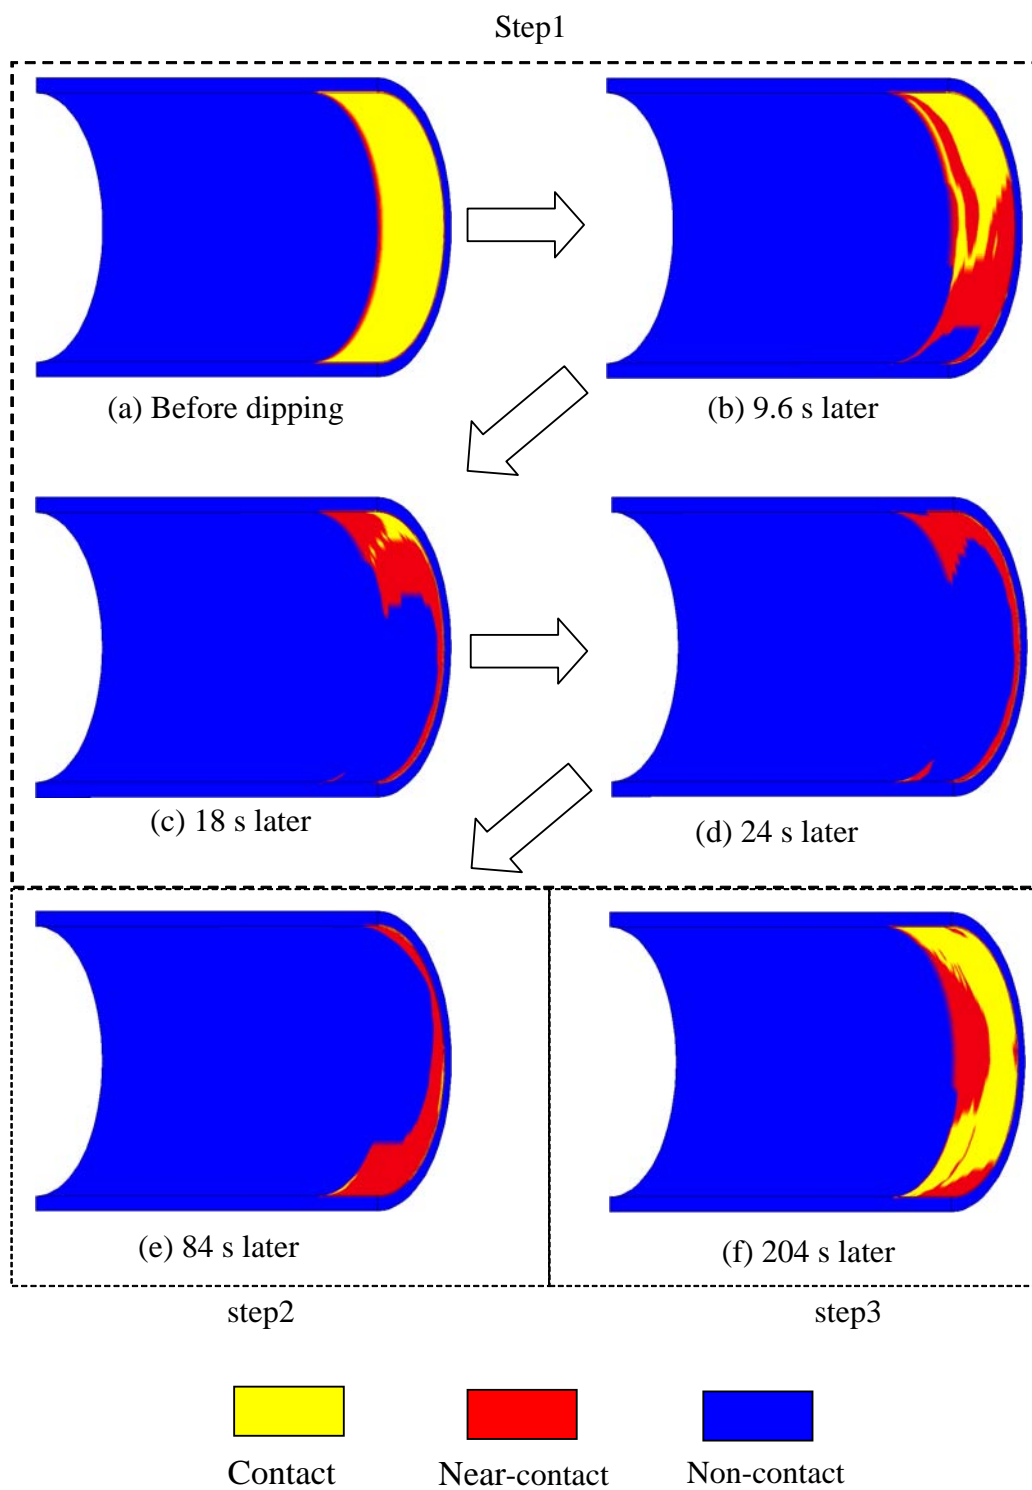 Step1
(a) Before dipping
(b) 9.6 s later
(c) 18 s later
(d) 24 s later
(e) 84 s later
(f) 204 s later
step2
step3
Contact
Near-contact
Non-contact